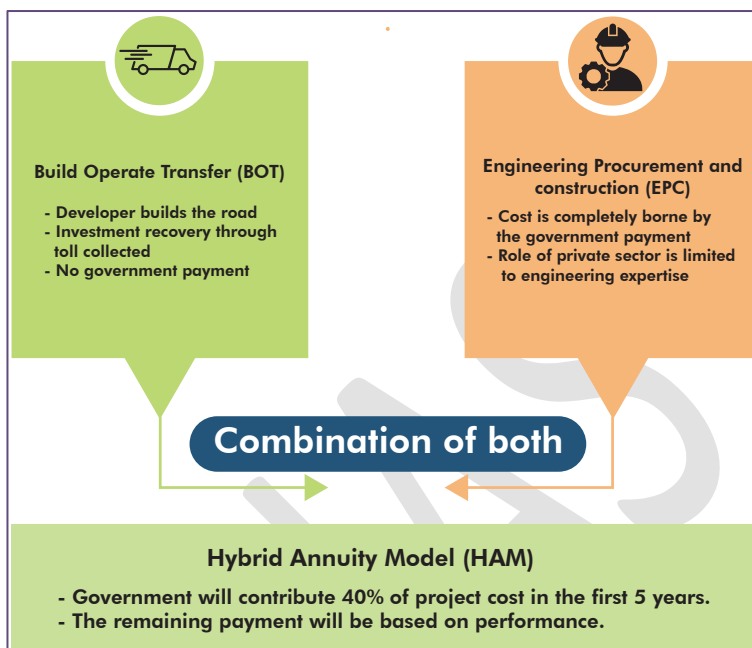 Build Operate Transfer (BOT)
- Developer builds the road
- Investment recovery through
toll collected
- No government payment
Engineering Procurement and
construction (EPC)
- Cost is completely borne by
the government payment
- Role of private sector is limited
to engineering expertise
Combination of both
Hybrid Annuity Model (HAM)
- Government will contribute 40% of project cost in the first 5 years.
- The remaining payment will be based on performance.